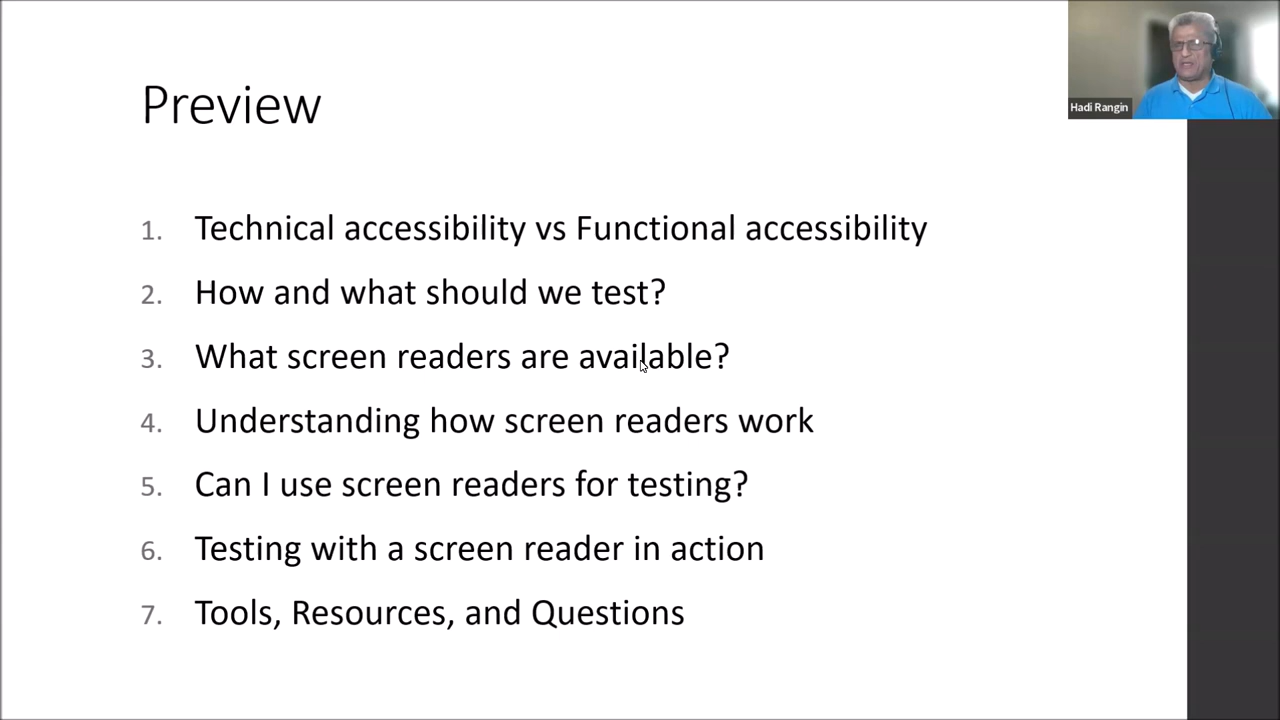 Preview
Hadi Rangin
1. Technical accessibility vs Functional accessibility
2. How and what should we test?
3. What screen readers are available?
4. Understanding how screen readers work
5. Can I use screen readers for testing?
6. Testing with a screen reader in action
7. Tools, Resources, and Questions